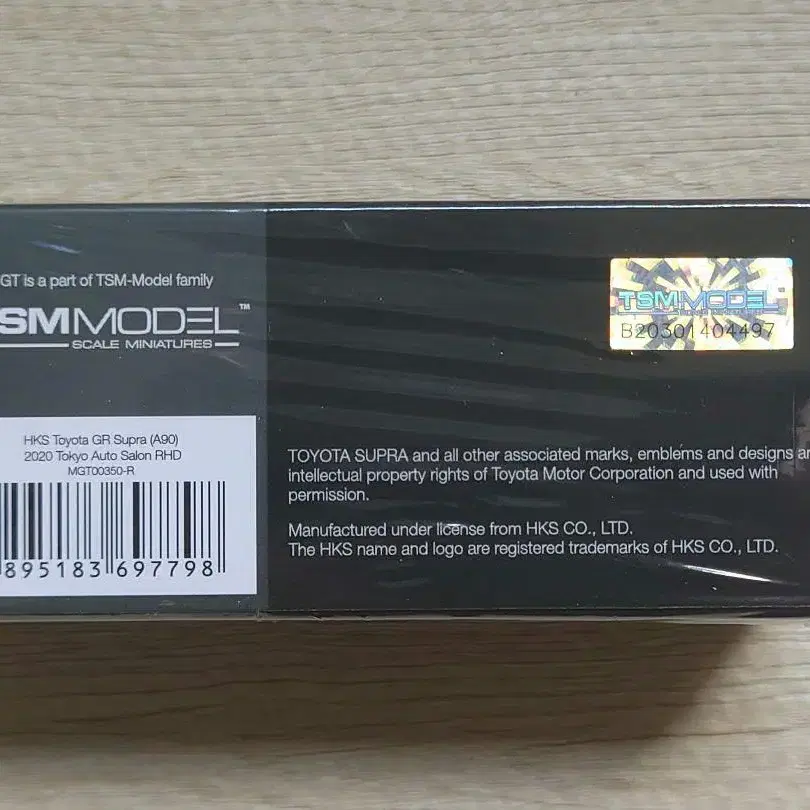 GT is a part of TSM-Model family
SMMODEL™
SCALE MINIATURES
HKS Toyota GR Supra (A90)
2020 Tokyo Auto Salon RHD
MGT00350-R
895183 697798
TSMMODEL
SCALE MINIATURES
B20301404497
TOYOTA SUPRA and all other associated marks, emblems and designs ar
intellectual property rights of Toyota Motor Corporation and used with
permission.
Manufactured under license from HKS CO., LTD.
The HKS name and logo are registered trademarks of HKS CO., LTD.